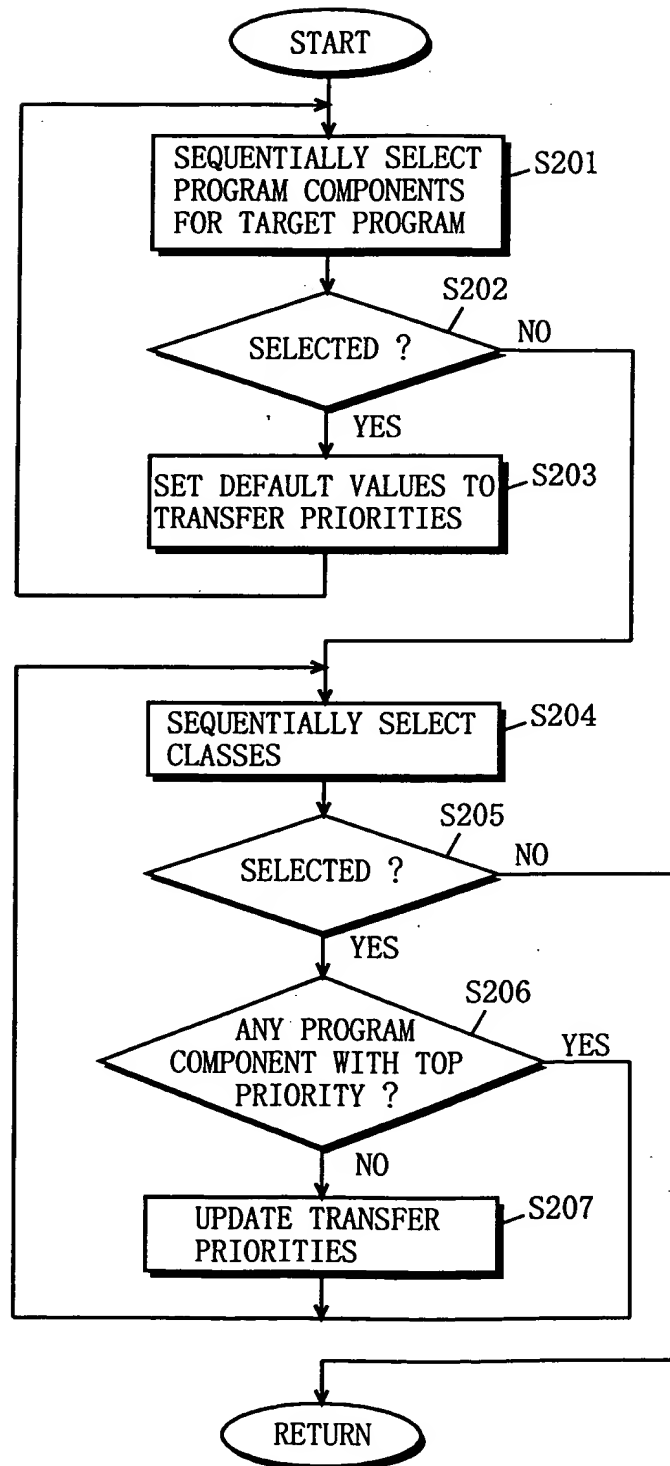 START
SEQUENTIALLY SELECT
PROGRAM COMPONENTS
FOR TARGET PROGRAM
S201
S202
SELECTED ?
NO
YES
SET DEFAULT VALUES TO
TRANSFER PRIORITIES
S203
SEQUENTIALLY SELECT
CLASSES
S204
S205
SELECTED ?
NO
YES
S206
ANY PROGRAM
COMPONENT WITH TOP
PRIORITY ?
YES
NO
UPDATE TRANSFER
PRIORITIES
S207
RETURN